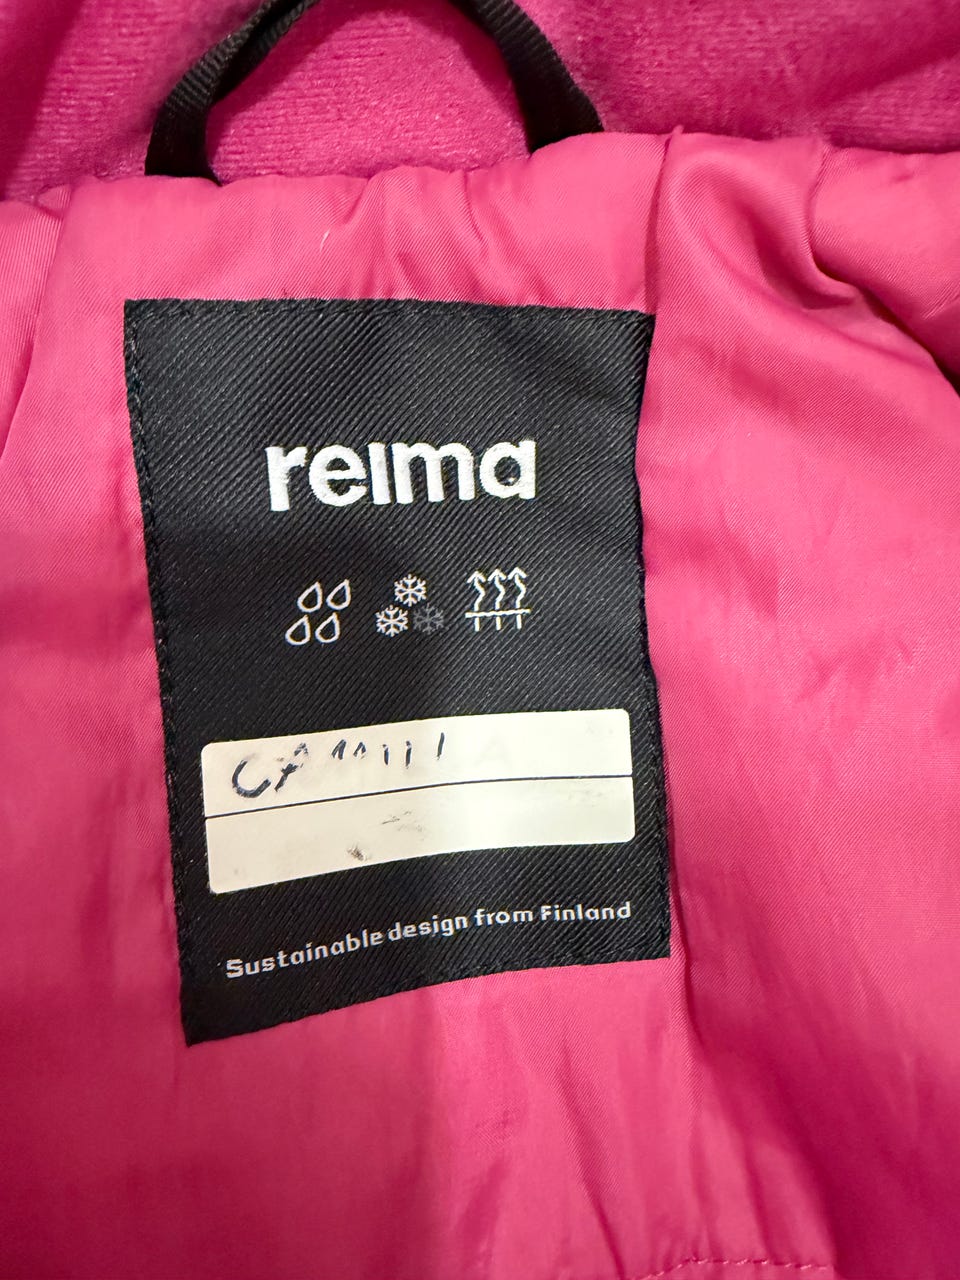 reima
Sustainable design from Finland